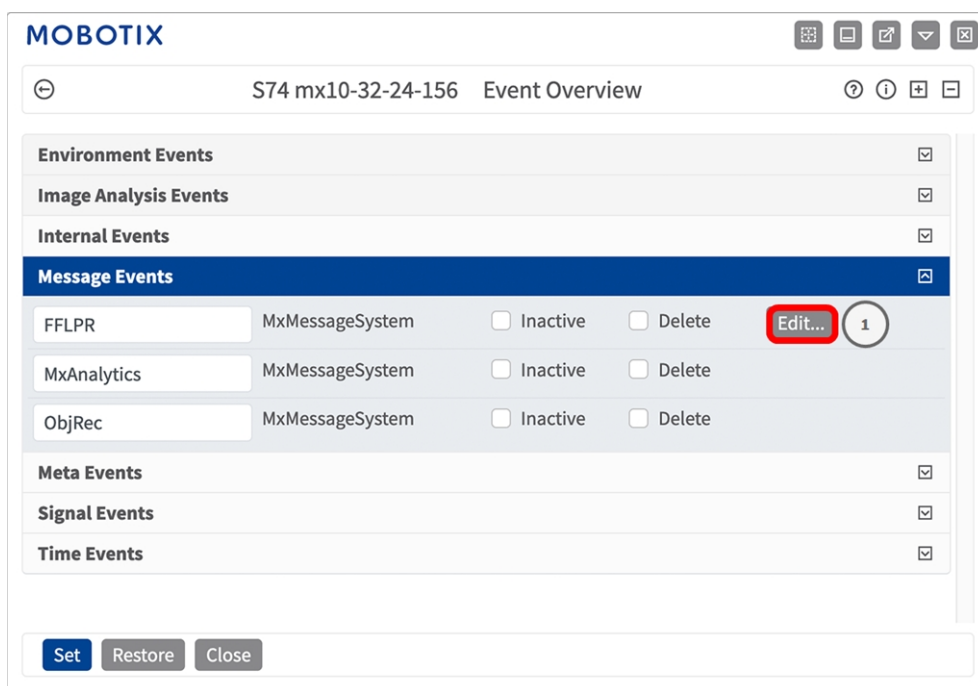 MOBOTIX
S74 mx10-32-24-156 Event Overview
Environment Events
Image Analysis Events
Internal Events
Message Events
FFLPR MxMessageSystem Inactive Delete Edit... 1
MxAnalytics MxMessageSystem Inactive Delete
ObjRec MxMessageSystem Inactive Delete
Meta Events
Signal Events
Time Events
Set Restore Close